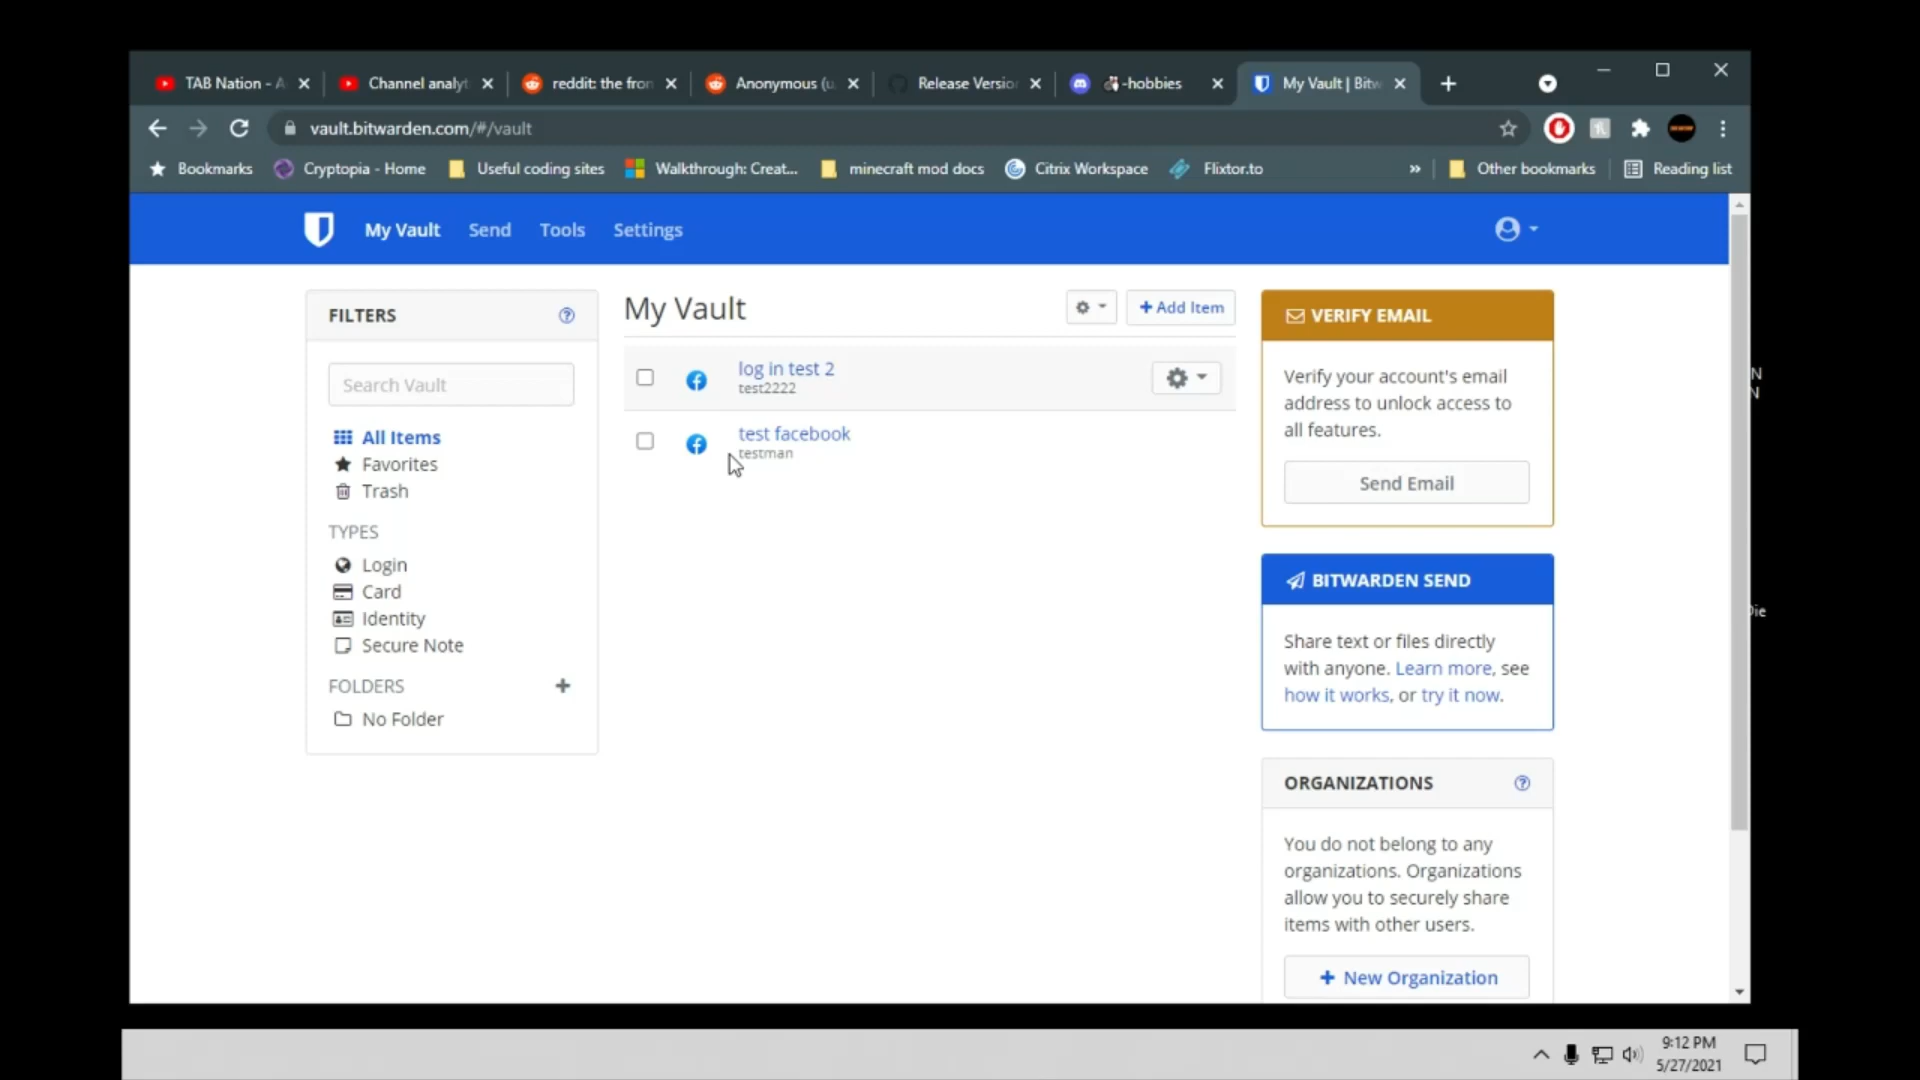 TAB Nation - A
Channel analyt
reddit: the fron
Anonymous (u
Release Versio
-hobbies
My Vault | Bitw
vault.bitwarden.com/#/vault
Bookmarks
Cryptopia - Home
Useful coding sites
Walkthrough: Creat...
minecraft mod docs
Citrix Workspace
Flixtor.to
»
Other bookmarks
Reading list
My Vault
Send
Tools
Settings
FILTERS
Search Vault
All Items
Favorites
Trash
TYPES
Login
Card
Identity
Secure Note
FOLDERS
No Folder
My Vault
+ Add Item
log in test 2
test2222
test facebook
testman
VERIFY EMAIL
Verify your account's email
address to unlock access to
all features.
Send Email
BITWARDEN SEND
Share text or files directly
with anyone. Learn more, see
how it works, or try it now.
ORGANIZATIONS
You do not belong to any
organizations. Organizations
allow you to securely share
items with other users.
+ New Organization
N
N
Die
9:12 PM
5/27/2021